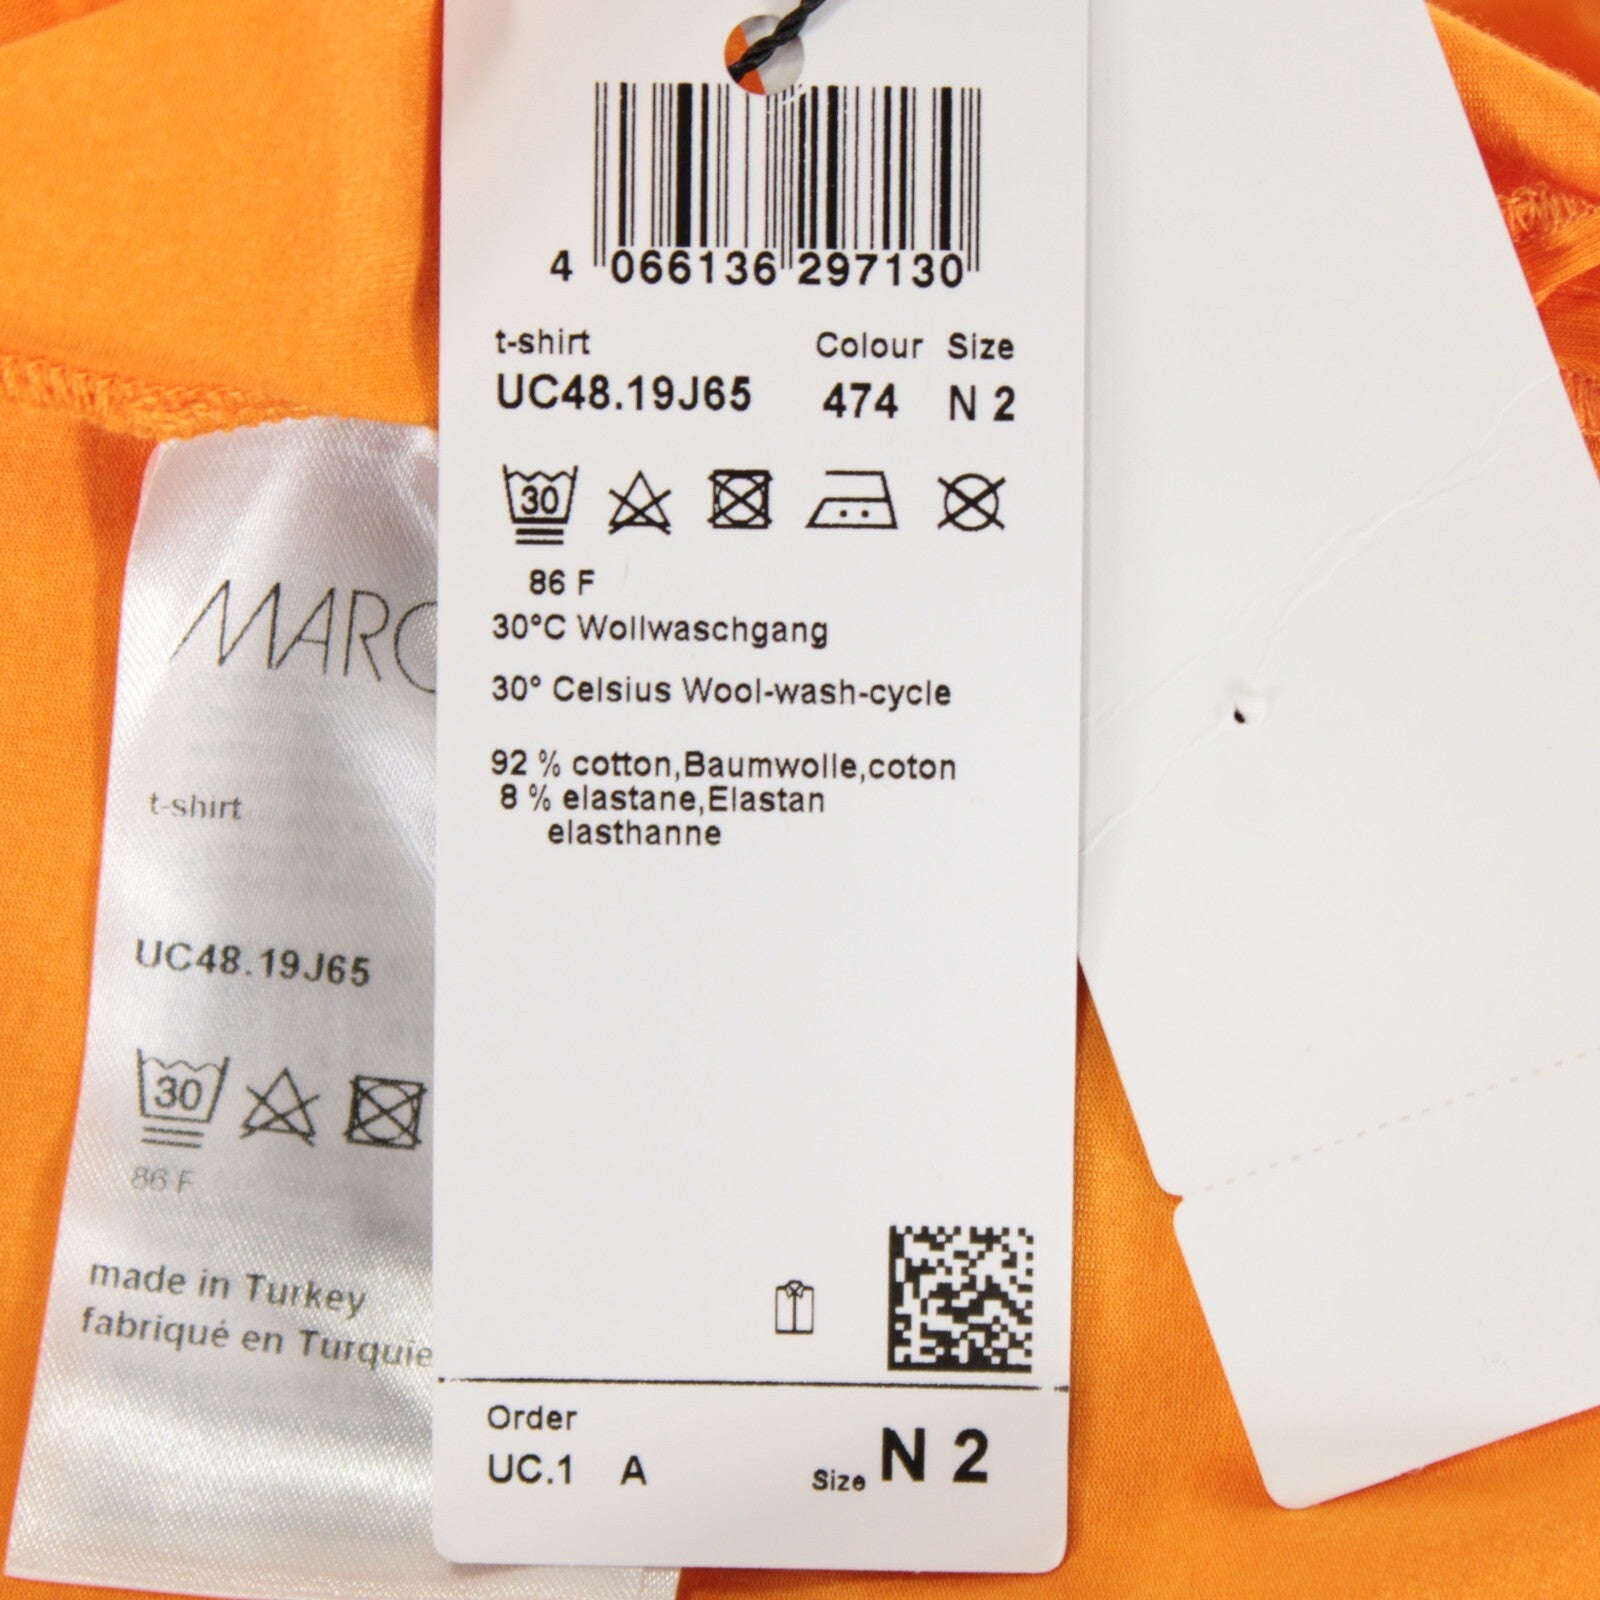 4 066136 297130
t-shirt Colour Size
UC48.19J65 474 N 2
30
86 F
30°C Wollwaschgang
30° Celsius Wool-wash-cycle
92 % cotton,Baumwolle,coton
8 % elastane,Elastan
elasthanne
Order
UC.1 A Size N 2
MARC
t-shirt
UC48.19J65
30
86 F
made in Turkey
fabriqué en Turquie